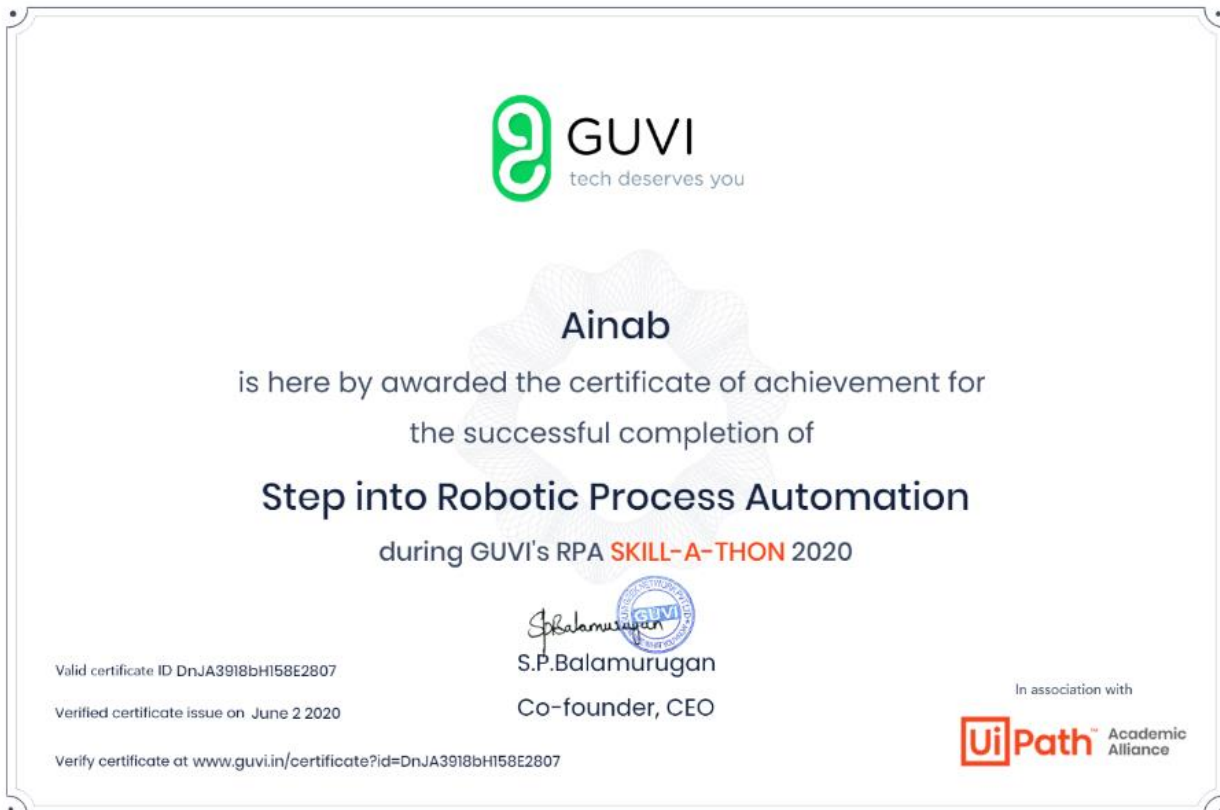 GUVI
tech deserves you
Ainab
is here by awarded the certificate of achievement for
the successful completion of
Step into Robotic Process Automation
during GUVI's RPA SKILL-A-THON 2020
SpBalamurugan
GUVI
S.P.Balamurugan
Co-founder, CEO
Valid certificate ID DnJA3918bH158E2807
Verified certificate issue on June 2 2020
Verify certificate at www.guvi.in/certificate?id=DnJA3918bH158E2807
In association with
UiPath™ Academic
Alliance